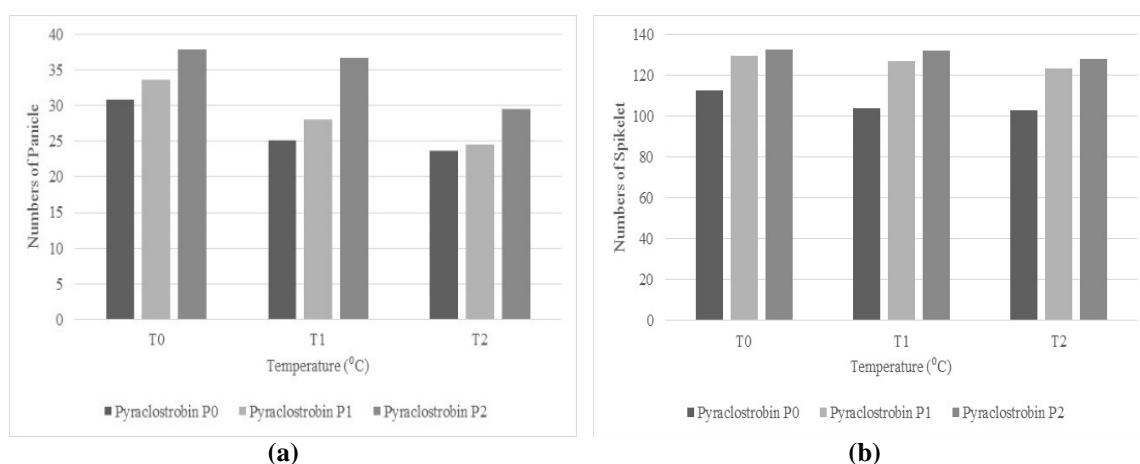 Numbers of Panicle
40
35
30
25
20
15
10
5
0
T0 T1 T2
Temperature (⁰C)
Pyraclostrobin P0 Pyraclostrobin P1 Pyraclostrobin P2
(a)
Numbers of Spikelet
140
120
100
80
60
40
20
0
T0 T1 T2
Temperature (⁰C)
Pyraclostrobin P0 Pyraclostrobin P1 Pyraclostrobin P2
(b)